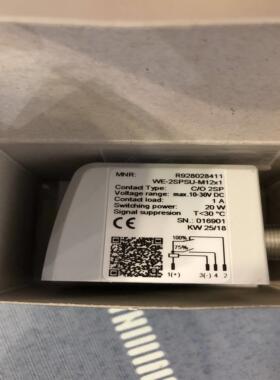 MNR: R928028411
WE-2SPSU-M12x1
Contact Type: C/O 2SP
Voltage range: max.10-30V DC
Contact load: 1 A
Switching power: 20 W
Signal suppresion T<30 °C
SN.: 016901
CE KW 25/18
100%
75%
1(+) 3(-) 4 2